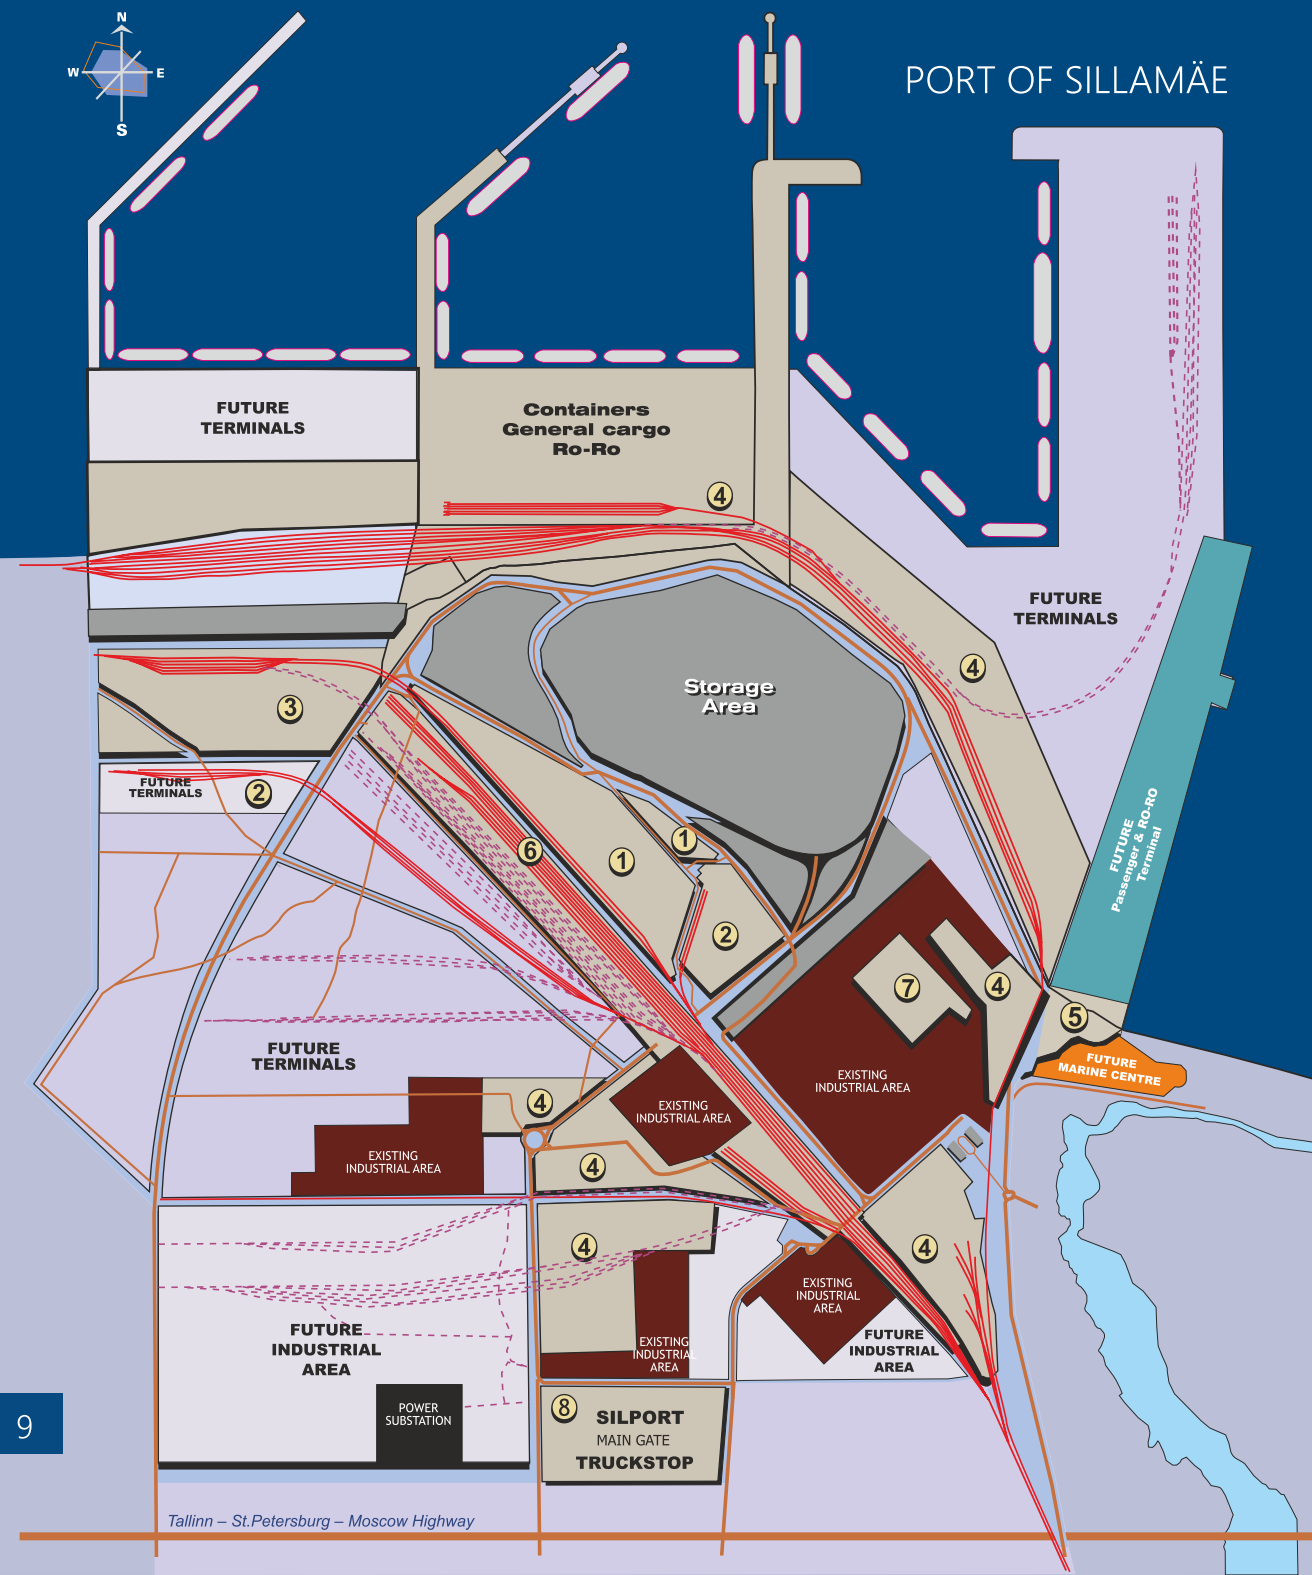 N
W
E
S
PORT OF SILLAMÄE
FUTURE
TERMINALS
Containers
General cargo
Ro-Ro
4
FUTURE
TERMINALS
4
Storage
Area
3
FUTURE
TERMINALS
2
6
1
1
2
FUTURE
Passenger & RO-RO
Terminal
7
4
5
FUTURE
MARINE CENTRE
FUTURE
TERMINALS
EXISTING
INDUSTRIAL AREA
4
EXISTING
INDUSTRIAL AREA
EXISTING
INDUSTRIAL AREA
4
4
4
EXISTING
INDUSTRIAL
AREA
FUTURE
INDUSTRIAL
AREA
EXISTING
INDUSTRIAL
AREA
FUTURE
INDUSTRIAL
AREA
POWER
SUBSTATION
8
SILPORT
MAIN GATE
TRUCKSTOP
9
Tallinn – St.Petersburg – Moscow Highway